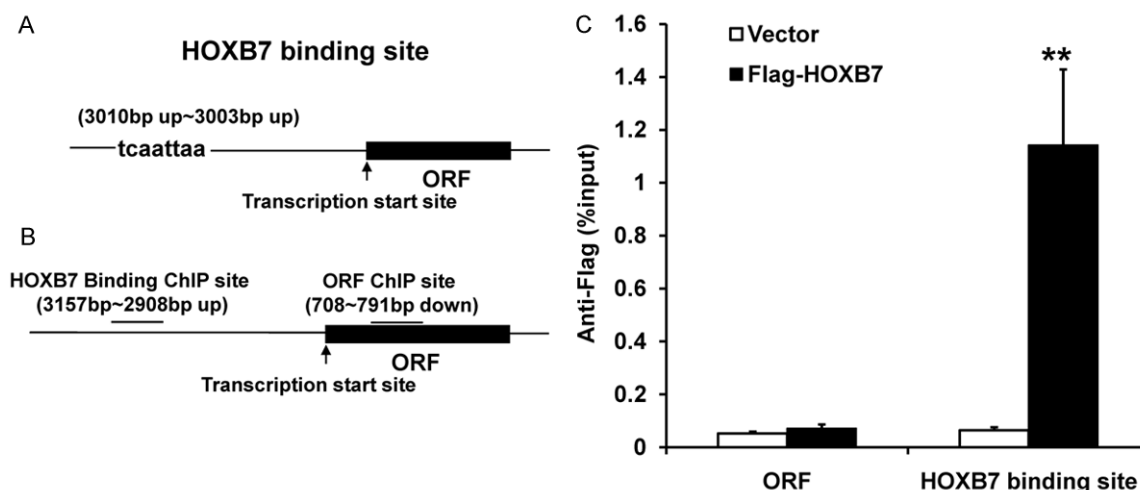 A
HOXB7 binding site
(3010bp up~3003bp up)
tcaattaa
ORF
Transcription start site
B
HOXB7 Binding ChIP site
(3157bp~2908bp up)
ORF ChIP site
(708~791bp down)
ORF
Transcription start site
C
Vector
Flag-HOXB7
**
Anti-Flag (%input)
1.6
1.4
1.2
1
0.8
0.6
0.4
0.2
0
ORF
HOXB7 binding site